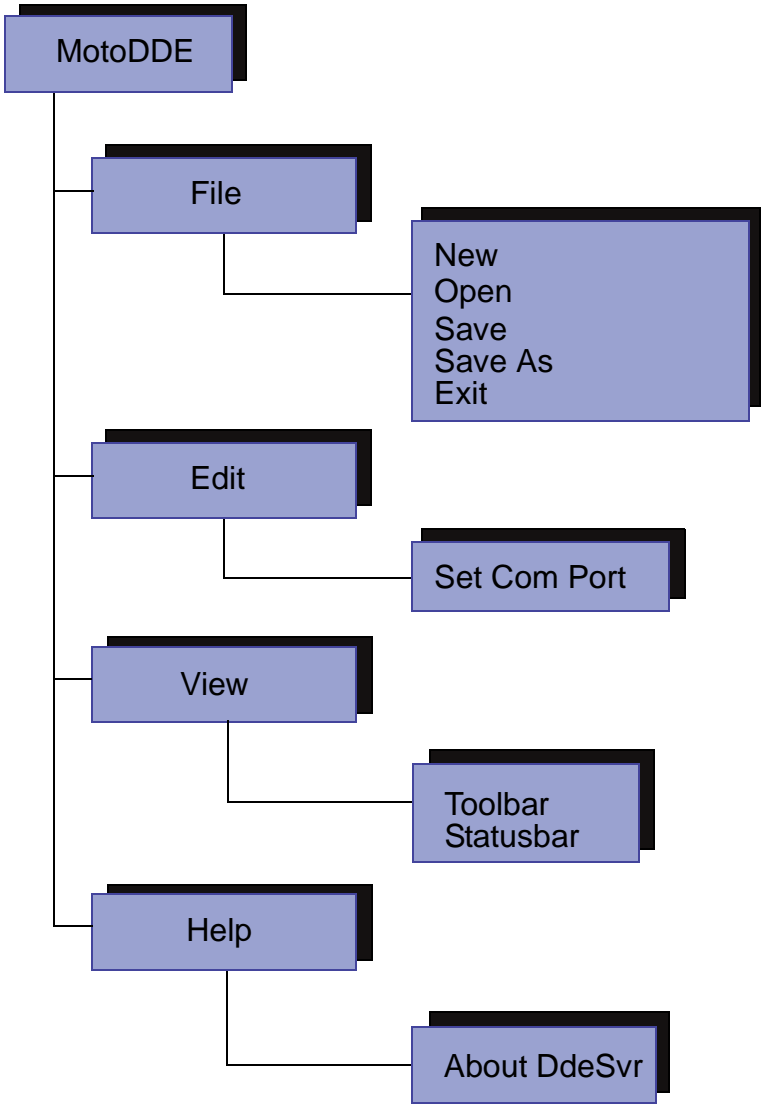 MotoDDE
File
New
Open
Save
Save As
Exit
Edit
Set Com Port
View
Toolbar
Statusbar
Help
About DdeSvr